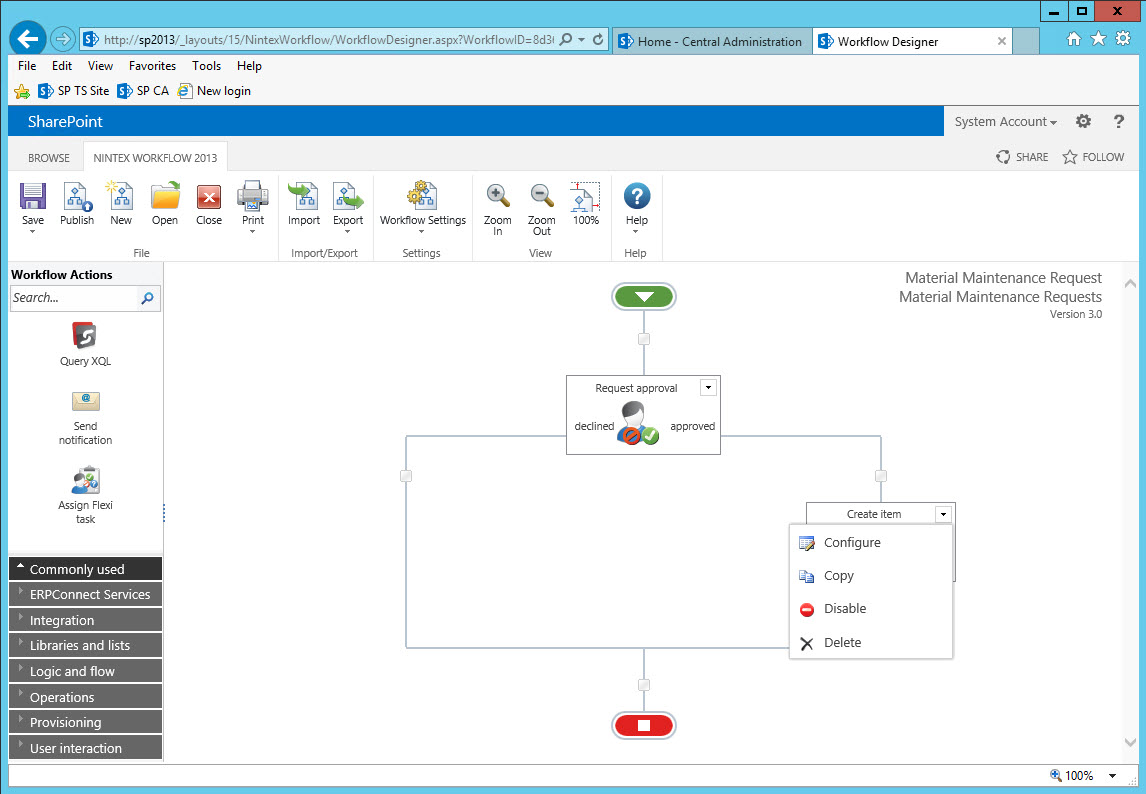 http://sp2013/_layouts/15/NintexWorkflow/WorkflowDesigner.aspx?WorkflowID=8d3
Home - Central Administration
Workflow Designer
File Edit View Favorites Tools Help
SP TS Site SP CA New login
SharePoint
System Account
?
BROWSE
NINTEX WORKFLOW 2013
SHARE
FOLLOW
Save
Publish
New
Open
Close
Print
Import
Export
Workflow Settings
Zoom In
Zoom Out
100%
Help
File
Import/Export
Settings
View
Help
Workflow Actions
Search...
Query XQL
Send
notification
Assign Flexi
task
Commonly used
ERPConnect Services
Integration
Libraries and lists
Logic and flow
Operations
Provisioning
User interaction
Material Maintenance Request
Material Maintenance Requests
Version 3.0
Request approval
declined
approved
Create item
Configure
Copy
Disable
Delete
100%